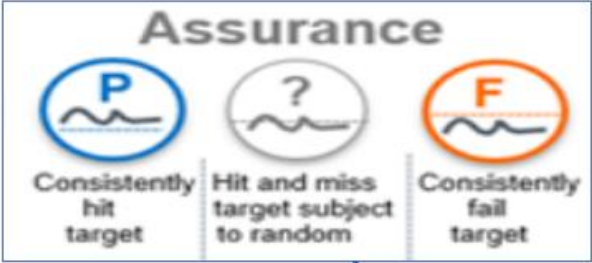 Assurance
P
?
F
Consistently
hit
target
Hit and miss
target subject
to random
Consistently
fail
target